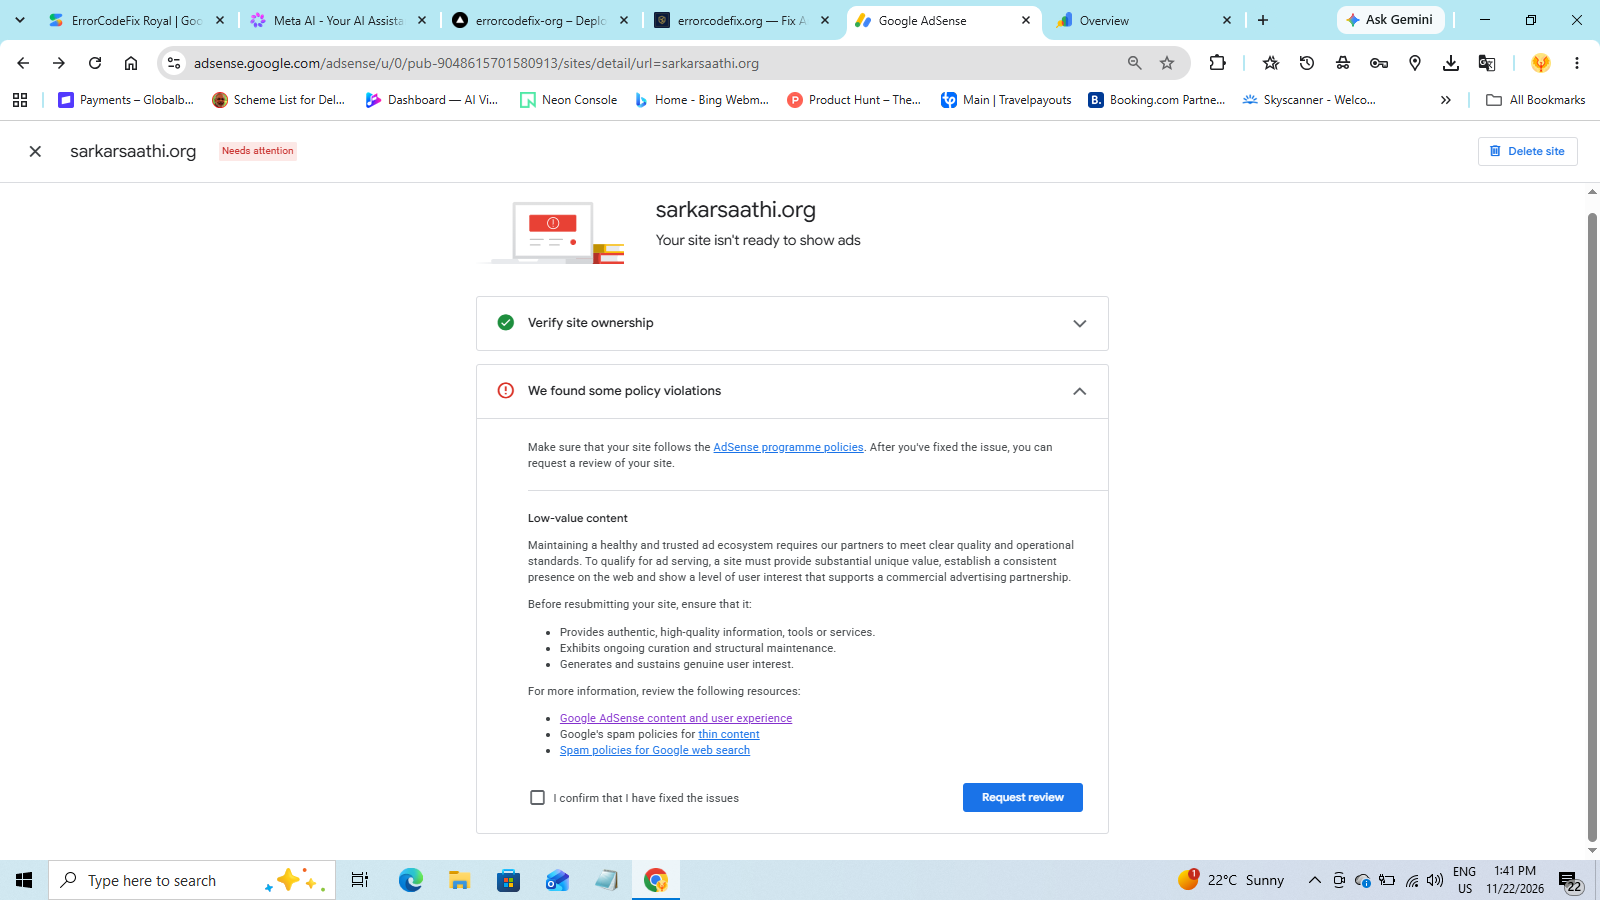 ErrorCodeFix Royal | Goo
Meta AI - Your AI Assista
errorcodefix-org – Deplo
errorcodefix.org — Fix A
Google AdSense
Overview
Ask Gemini
adsense.google.com/adsense/u/0/pub-9048615701580913/sites/detail/url=sarkarsaathi.org
Payments – Globalb...
Scheme List for Del...
Dashboard — AI Vi...
Neon Console
Home - Bing Webm...
Product Hunt – The...
Main | Travelpayouts
B. Booking.com Partne...
Skyscanner - Welco...
All Bookmarks
sarkarsaathi.org
Needs attention
Delete site
sarkarsaathi.org
Your site isn't ready to show ads
Verify site ownership
We found some policy violations
Make sure that your site follows the AdSense programme policies. After you've fixed the issue, you can
request a review of your site.
Low-value content
Maintaining a healthy and trusted ad ecosystem requires our partners to meet clear quality and operational
standards. To qualify for ad serving, a site must provide substantial unique value, establish a consistent
presence on the web and show a level of user interest that supports a commercial advertising partnership.
Before resubmitting your site, ensure that it:
• Provides authentic, high-quality information, tools or services.
• Exhibits ongoing curation and structural maintenance.
• Generates and sustains genuine user interest.
For more information, review the following resources:
• Google AdSense content and user experience
• Google's spam policies for thin content
• Spam policies for Google web search
I confirm that I have fixed the issues
Request review
Type here to search
1
22°C Sunny
ENG
US
1:41 PM
11/22/2026
22